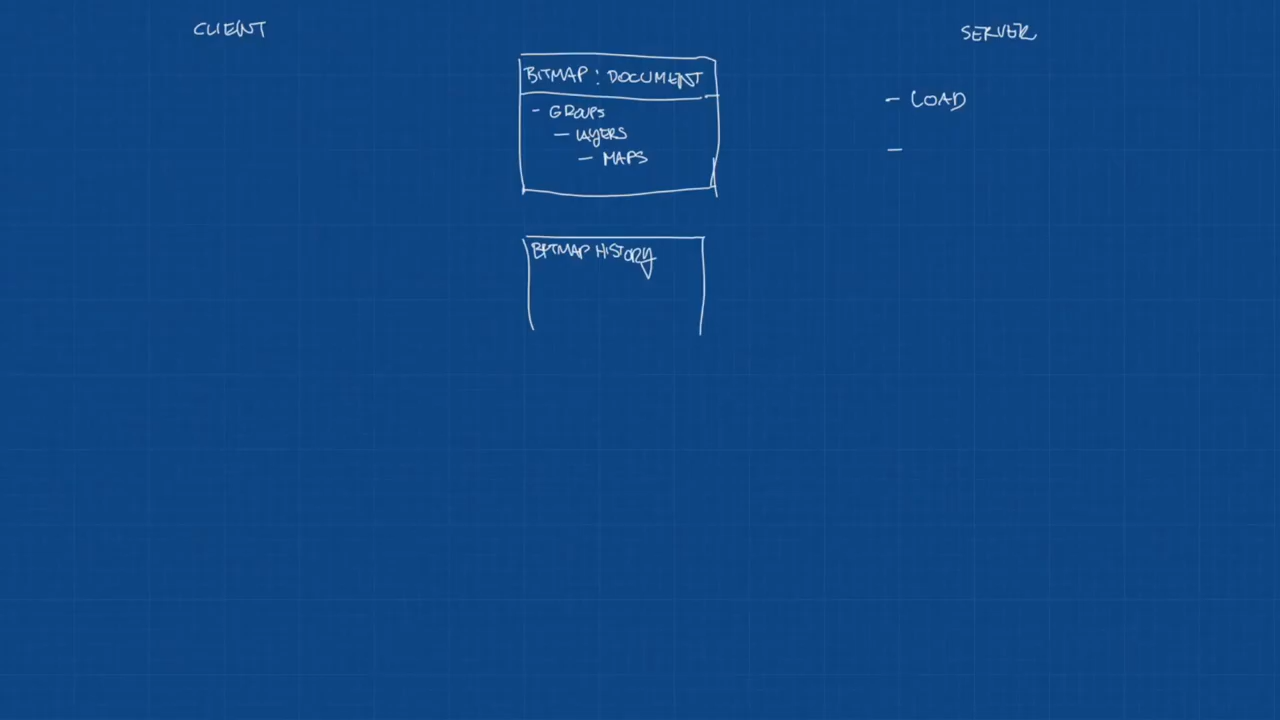 CLIENT
SERVER
BITMAP : DOCUMENT
- GROUPS
- LAYERS
- MAPS
BITMAP HISTORY
- LOAD
-